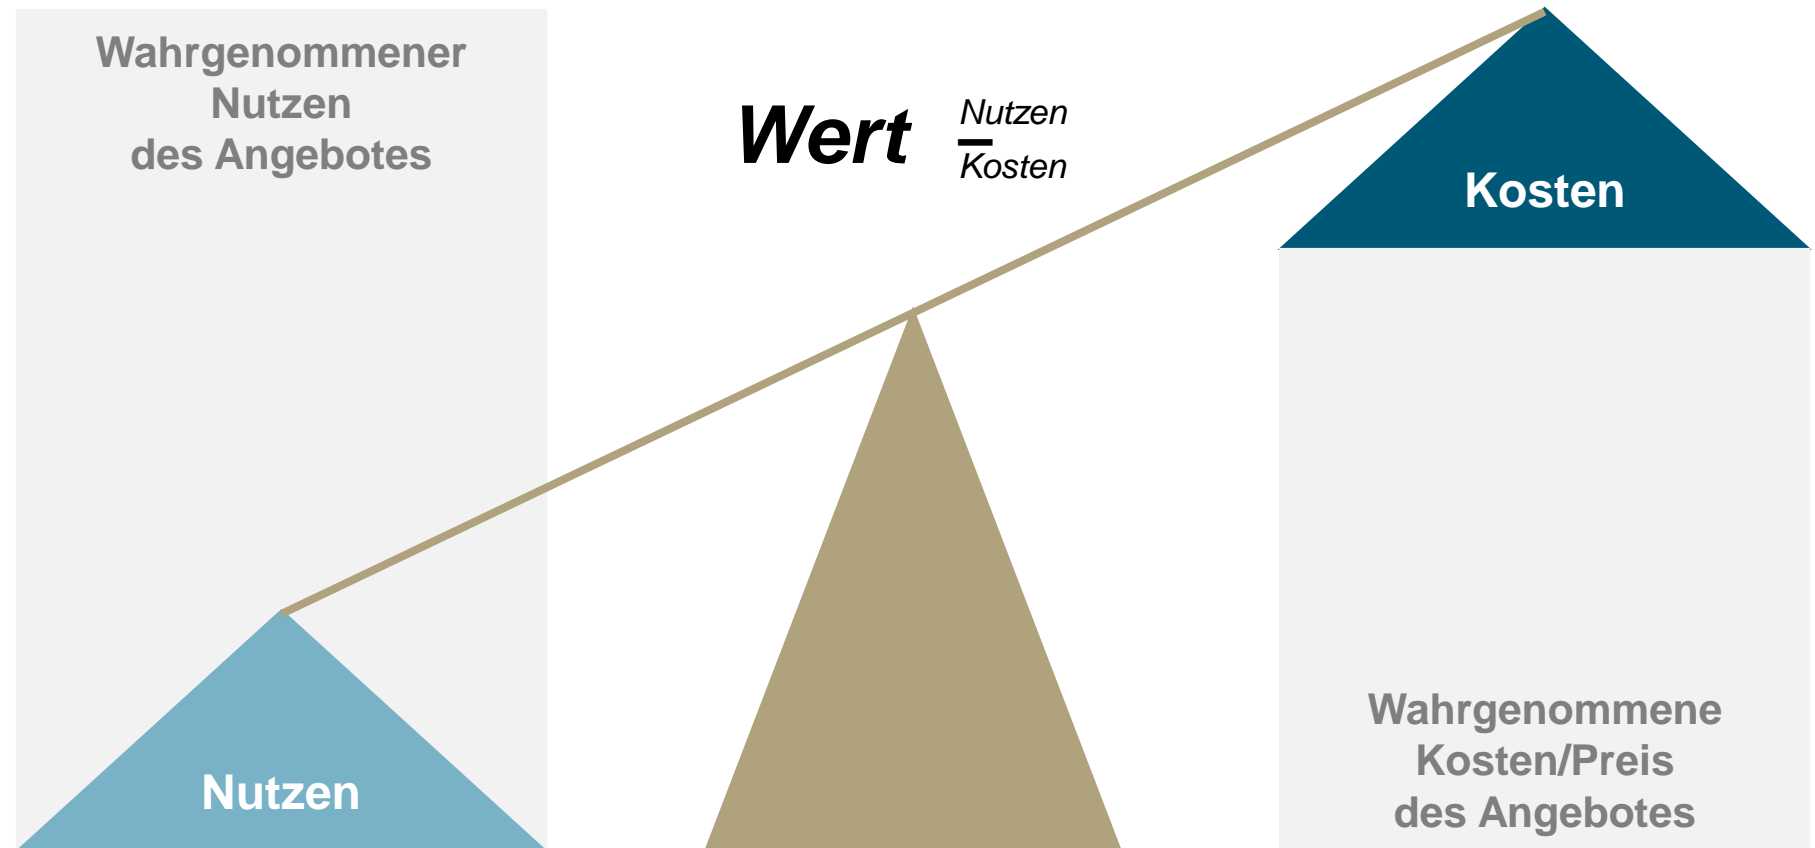 Wahrgenommener
Nutzen
des Angebotes
Wert
Nutzen
Kosten
Kosten
Nutzen
Wahrgenommene
Kosten/Preis
des Angebotes